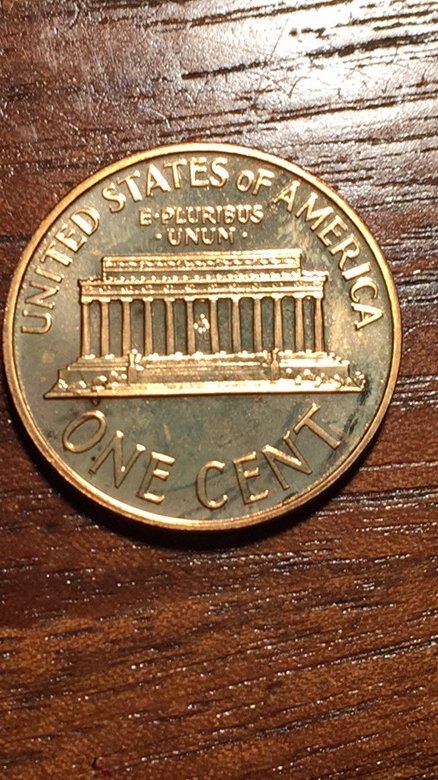 UNITED STATES OF AMERICA
E·PLURIBUS
·UNUM·
ONE CENT